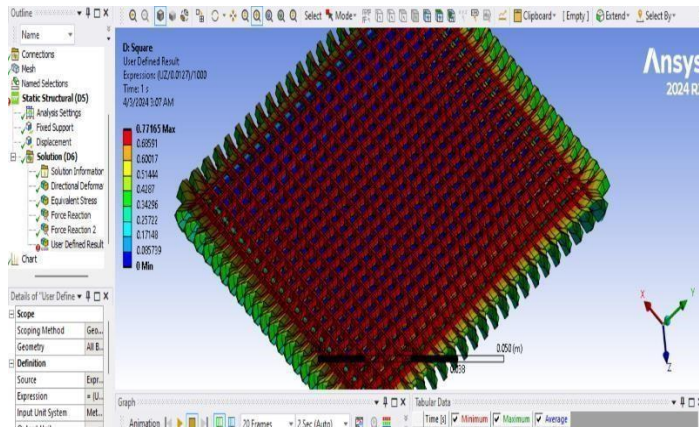 Outline
Name
Connections
Mesh
Named Selections
Static Structural (D5)
Analysis Settings
Fixed Support
Displacement
Solution (D6)
Solution Information
Directional Deforma
Equivalent Stress
Force Reaction
Force Reaction 2
User Defined Result
Chart
Details of "User Define
Scope
Scoping Method Geo...
Geometry All B...
Definition
Source Expr...
Expression = (U...
Input Unit System Met...
Select Mode
Clipboard [ Empty ] Extend Select By
D: Square
User Defined Result
Expression: (UZ/0.0127)/1000
Time: 1 s
4/3/2024 3:07 AM
0.77165 Max
0.68591
0.60017
0.51444
0.4287
0.34296
0.25722
0.17148
0.085739
0 Min
Ansys
2024 R
X
Y
Z
0.050 (m)
Graph
Animation 20 Frames 2 Sec (Auto)
Tabular Data
Time [s] Minimum Maximum Average